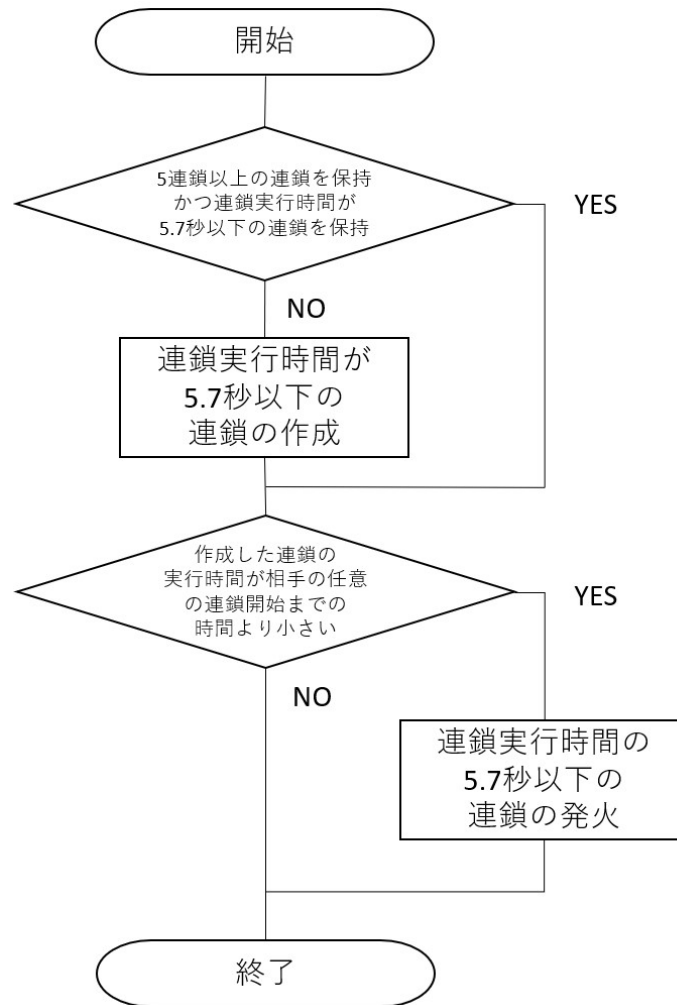 開始
5連鎖以上の連鎖を保持
かつ連鎖実行時間が
5.7秒以下の連鎖を保持
YES
NO
連鎖実行時間が
5.7秒以下の
連鎖の作成
作成した連鎖の
実行時間が相手の任意
の連鎖開始までの
時間より小さい
YES
NO
連鎖実行時間の
5.7秒以下の
連鎖の発火
終了